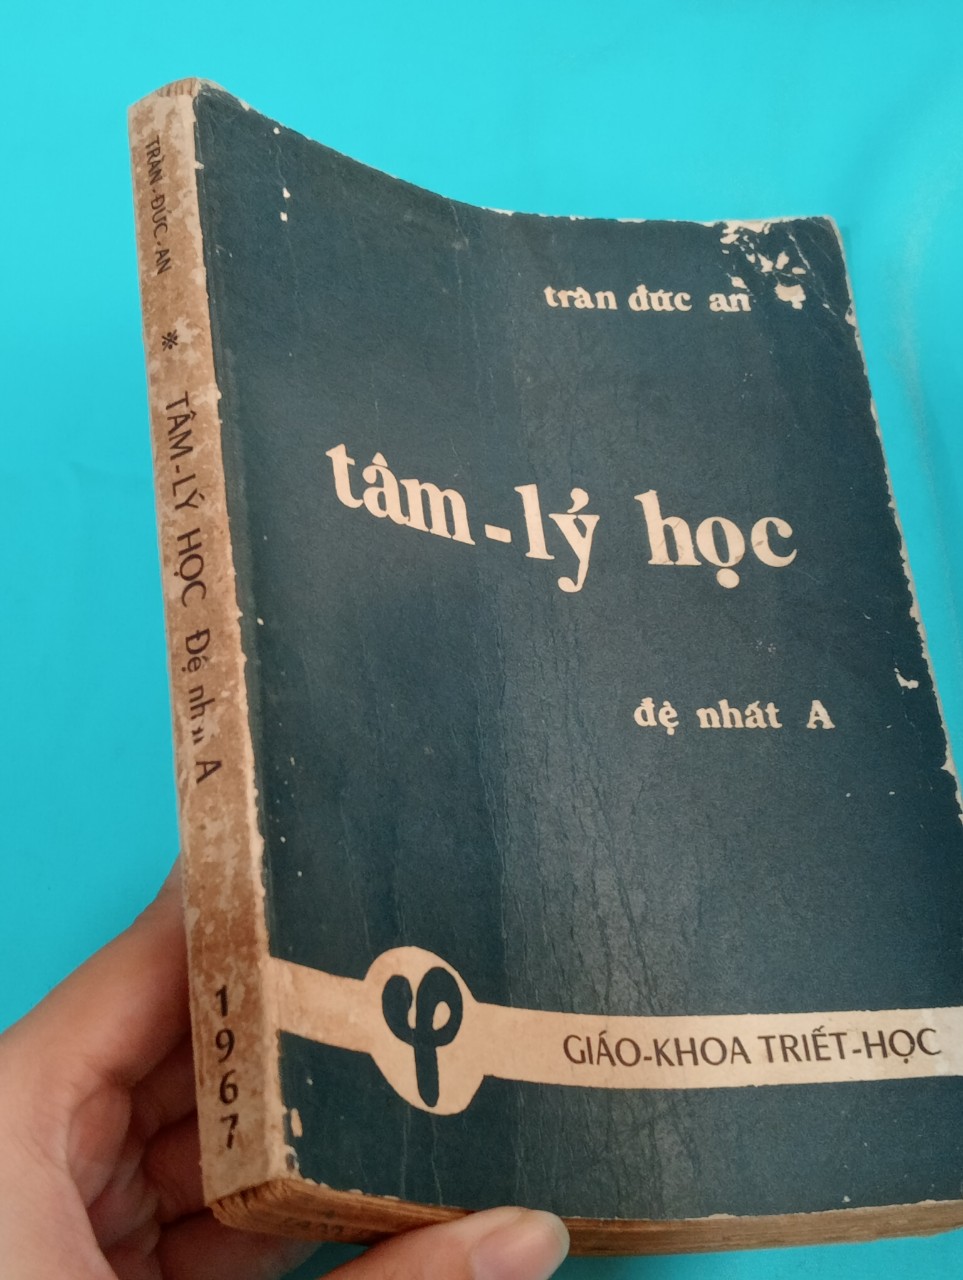 TRẦN-ĐỨC-AN * TÂM-LÝ HỌC Đệ A 1967
trần đức an
tâm-lý học
đệ nhất A
φ
GIÁO-KHOA TRIẾT-HỌC